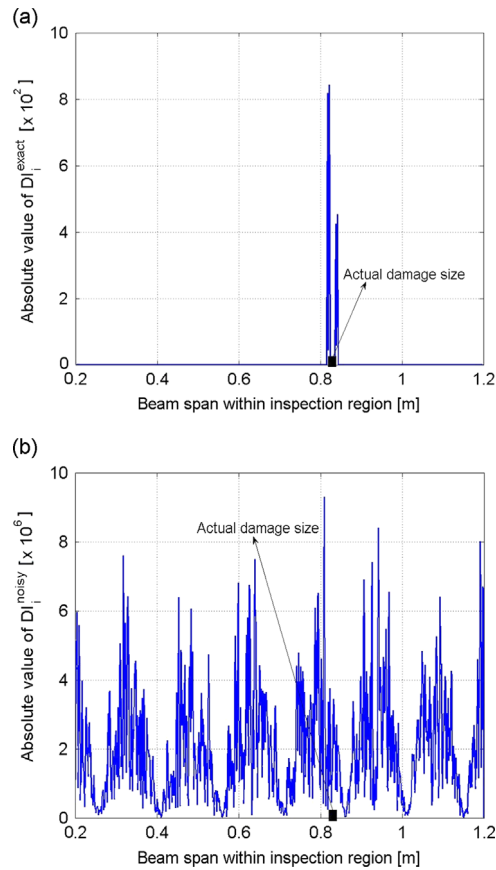 (a)
10
8
6
4
2
0
Absolute value of DI_i^exact [x 10^2]
Actual damage size
0.2 0.4 0.6 0.8 1 1.2
Beam span within inspection region [m]
(b)
10
8
6
4
2
0
Absolute value of DI_i^noisy [x 10^6]
Actual damage size
0.2 0.4 0.6 0.8 1 1.2
Beam span within inspection region [m]